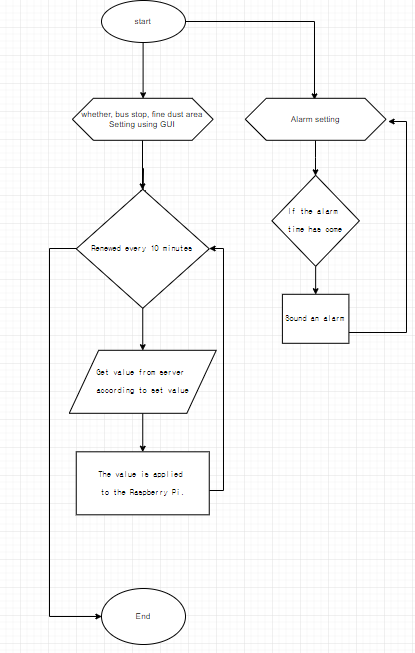 start
whether, bus stop, fine dust area
Setting using GUI
Alarm setting
If the alarm
time has come
Renewed every 10 minutes
Sound an alarm
Get value from server
according to set value
The value is applied
to the Raspberry Pi.
End